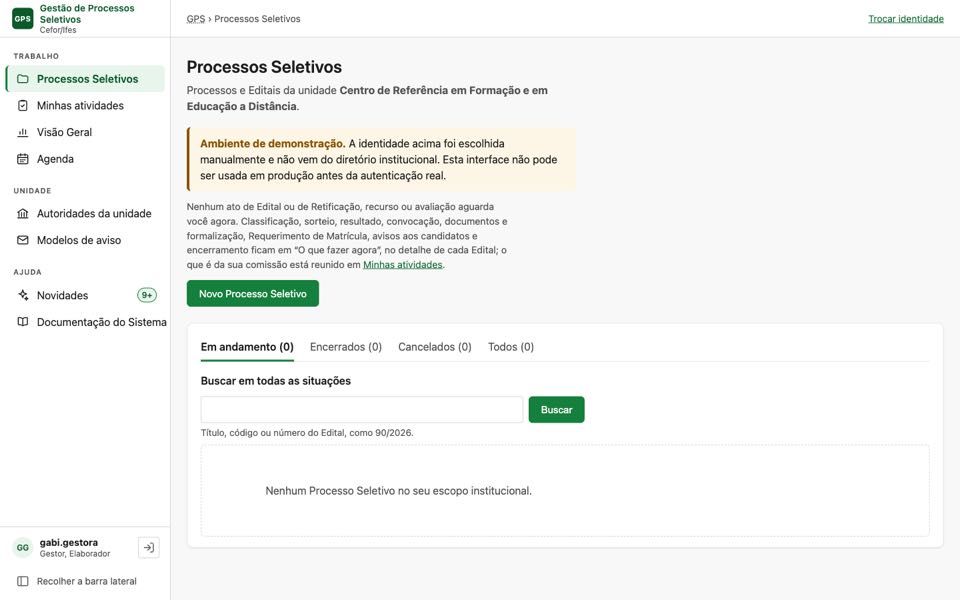 GPS
Gestão de Processos
Seletivos
Cefor/Ifes
GPS › Processos Seletivos
Trocar identidade
TRABALHO
Processos Seletivos
Minhas atividades
Visão Geral
Agenda
UNIDADE
Autoridades da unidade
Modelos de aviso
AJUDA
Novidades
9+
Documentação do Sistema
GG
gabi.gestora
Gestor, Elaborador
Recolher a barra lateral
Processos Seletivos
Processos e Editais da unidade Centro de Referência em Formação e em
Educação a Distância.
Ambiente de demonstração. A identidade acima foi escolhida
manualmente e não vem do diretório institucional. Esta interface não pode
ser usada em produção antes da autenticação real.
Nenhum ato de Edital ou de Retificação, recurso ou avaliação aguarda
você agora. Classificação, sorteio, resultado, convocação, documentos e
formalização, Requerimento de Matrícula, avisos aos candidatos e
encerramento ficam em “O que fazer agora”, no detalhe de cada Edital; o
que é da sua comissão está reunido em Minhas atividades.
Novo Processo Seletivo
Em andamento (0) Encerrados (0) Cancelados (0) Todos (0)
Buscar em todas as situações
Buscar
Título, código ou número do Edital, como 90/2026.
Nenhum Processo Seletivo no seu escopo institucional.